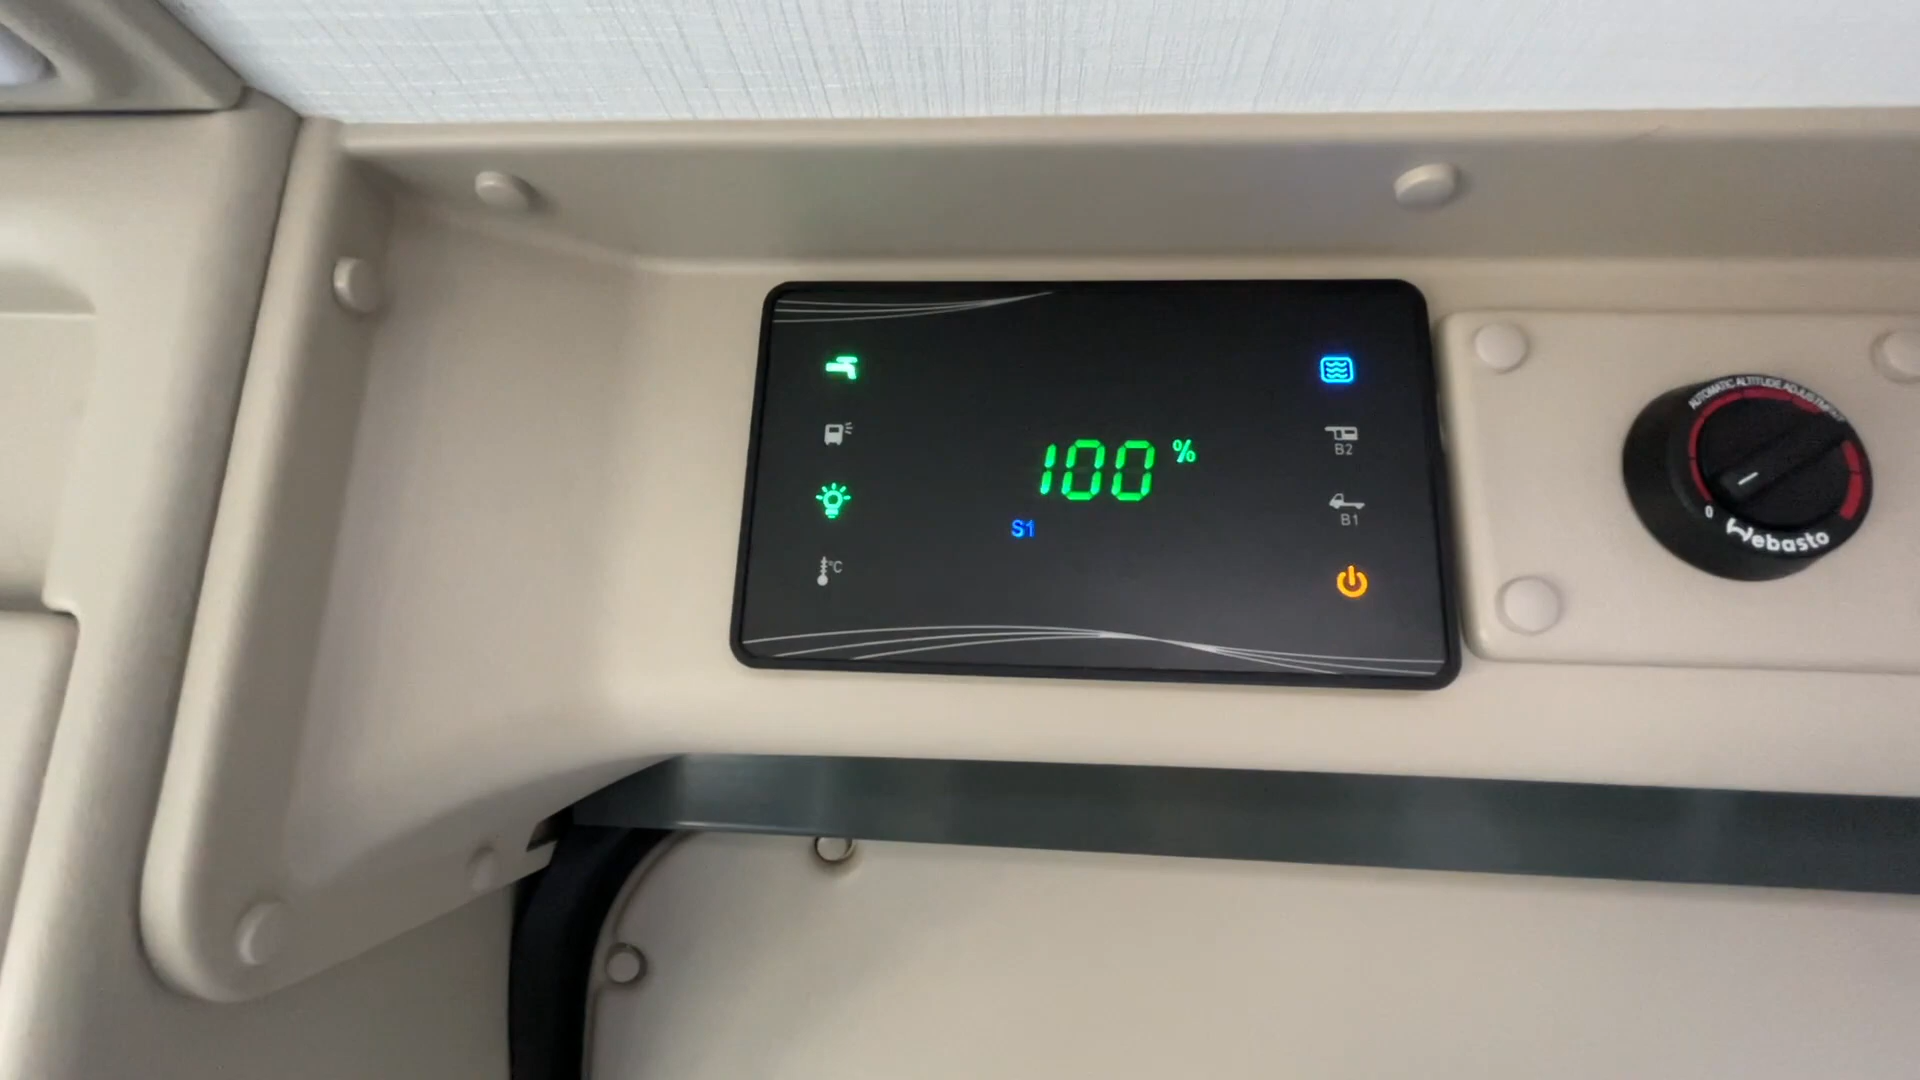 100 %
S1
°C
B2
B1
AUTOMATIC ALTITUDE ADJUSTMENT
0
Webasto